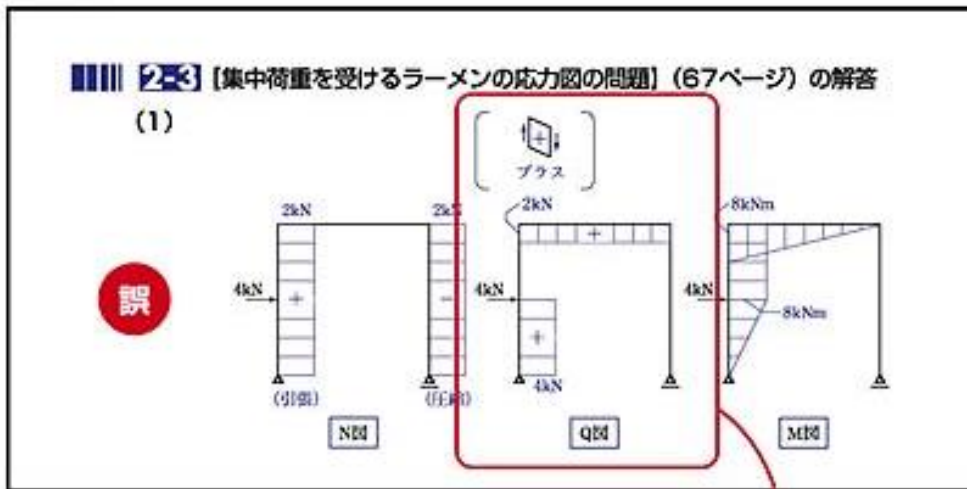 2-3 [集中荷重を受けるラーメンの応力図の問題] (67ページ) の解答
(1)
プラス
2kN
2kN
2kN
8kNm
誤
4kN
+
−
4kN
+
+
4kN
8kNm
4kN
(引張)
(圧縮)
N図
Q図
M図